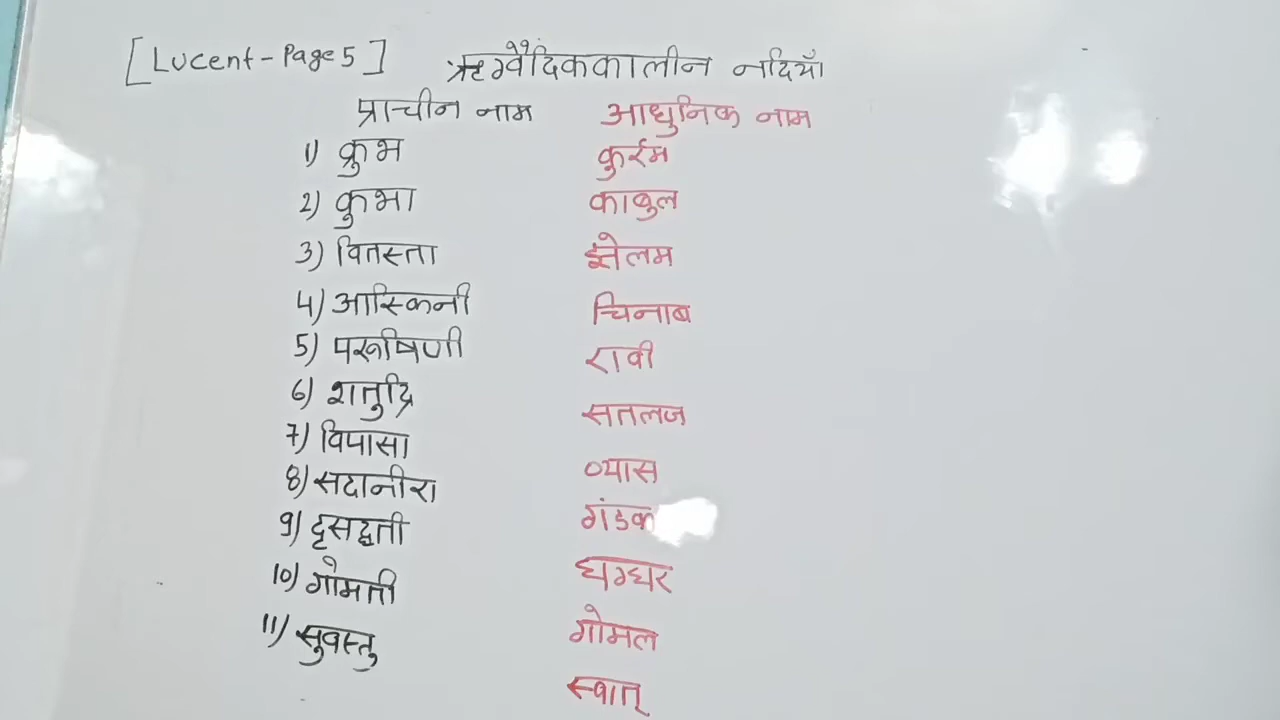 [Lucent-Page 5] ऋग्वैदिककालीन नदियाँ
प्राचीन नाम आधुनिक नाम
1) क्रुभ कुर्रम
2) कुभा काबुल
3) वितस्ता झेलम
4) आस्किनी चिनाब
5) परूषिणी रावी
6) शतुद्रि सतलज
7) विपासा व्यास
8) सदानीरा गंडक
9) दृसद्वती घग्घर
10) गोमती गोमल
11) सुवस्तु स्वात्